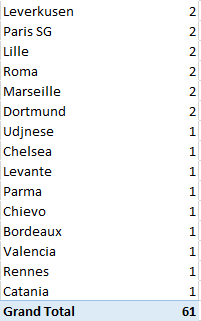 Leverkusen 2
Paris SG 2
Lille 2
Roma 2
Marseille 2
Dortmund 2
Udjnese 1
Chelsea 1
Levante 1
Parma 1
Chievo 1
Bordeaux 1
Valencia 1
Rennes 1
Catania 1
Grand Total 61